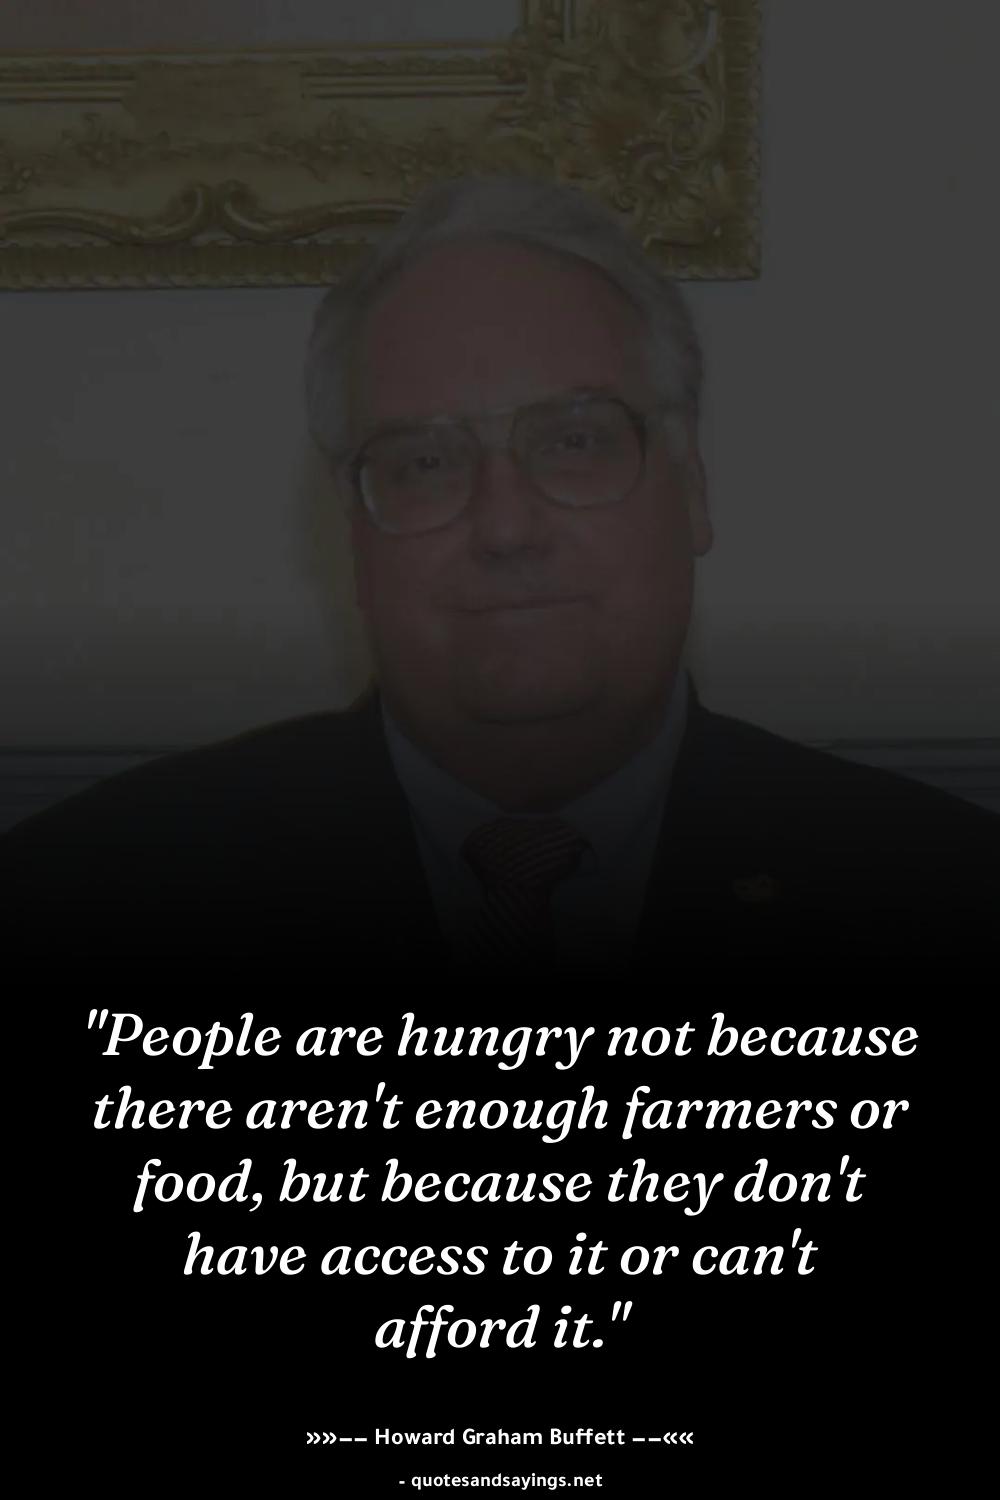 "People are hungry not because
there aren't enough farmers or
food, but because they don't
have access to it or can't
afford it."
»»–– Howard Graham Buffett ––««
- quotesandsayings.net